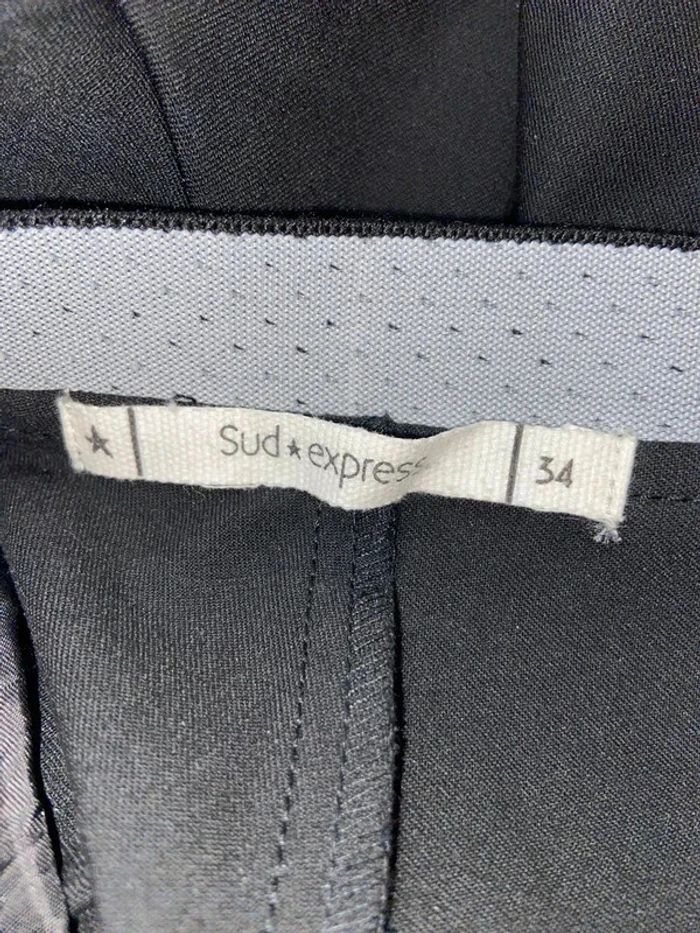 ★ | Sud★express | 34